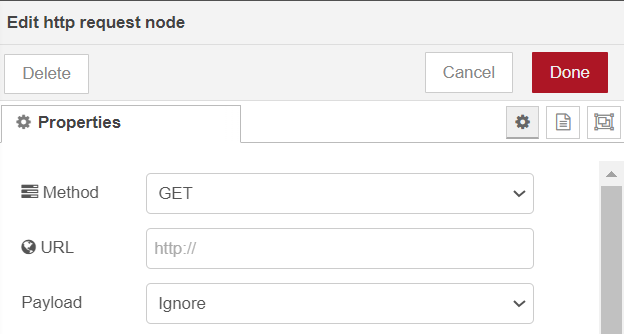 Edit http request node
Delete
Cancel
Done
Properties
Method
GET
URL
http://
Payload
Ignore